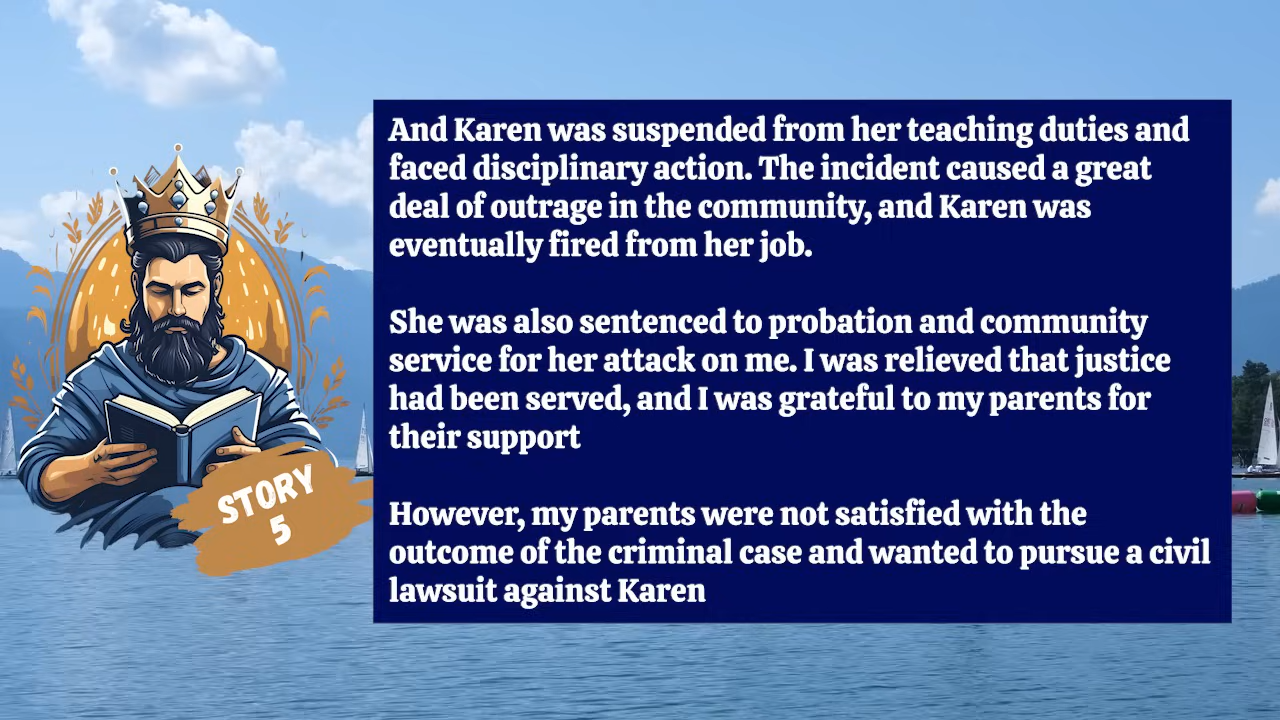 And Karen was suspended from her teaching duties and
faced disciplinary action. The incident caused a great
deal of outrage in the community, and Karen was
eventually fired from her job.
She was also sentenced to probation and community
service for her attack on me. I was relieved that justice
had been served, and I was grateful to my parents for
their support
However, my parents were not satisfied with the
outcome of the criminal case and wanted to pursue a civil
lawsuit against Karen
STORY
5